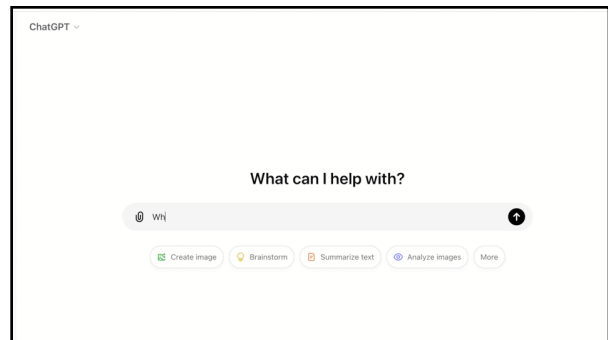 ChatGPT
What can I help with?
Wh
Create image Brainstorm Summarize text Analyze images More